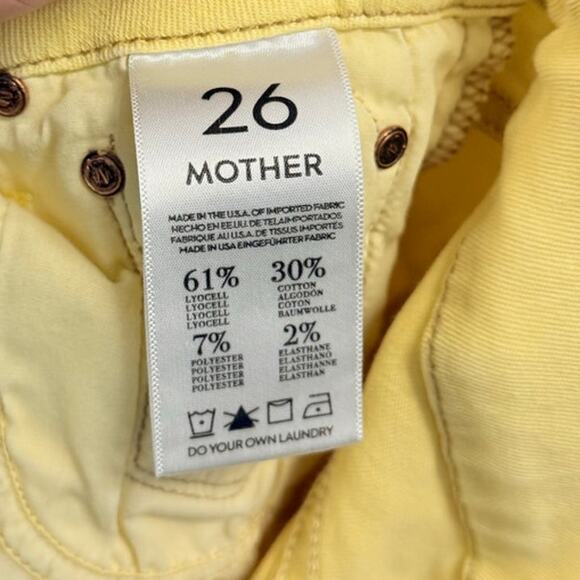 26
MOTHER
MADE IN THE U.S.A. OF IMPORTED FABRIC
HECHO EN EE.UU. DE TELA IMPORTADOS
FABRIQUE AU U.S.A. DE TISSUS IMPORTÉS
MADE IN USA EINGEFÜHRTER FABRIC
61%
LYOCELL
LYOCELL
LYOCELL
LYOCELL
30%
COTTON
ALGODÓN
COTON
BAUMWOLLE
7%
POLYESTER
POLYESTER
POLYESTER
POLYESTER
2%
ELASTHANE
ELASTHANO
ELASTHANNE
ELASTHAN
DO YOUR OWN LAUNDRY